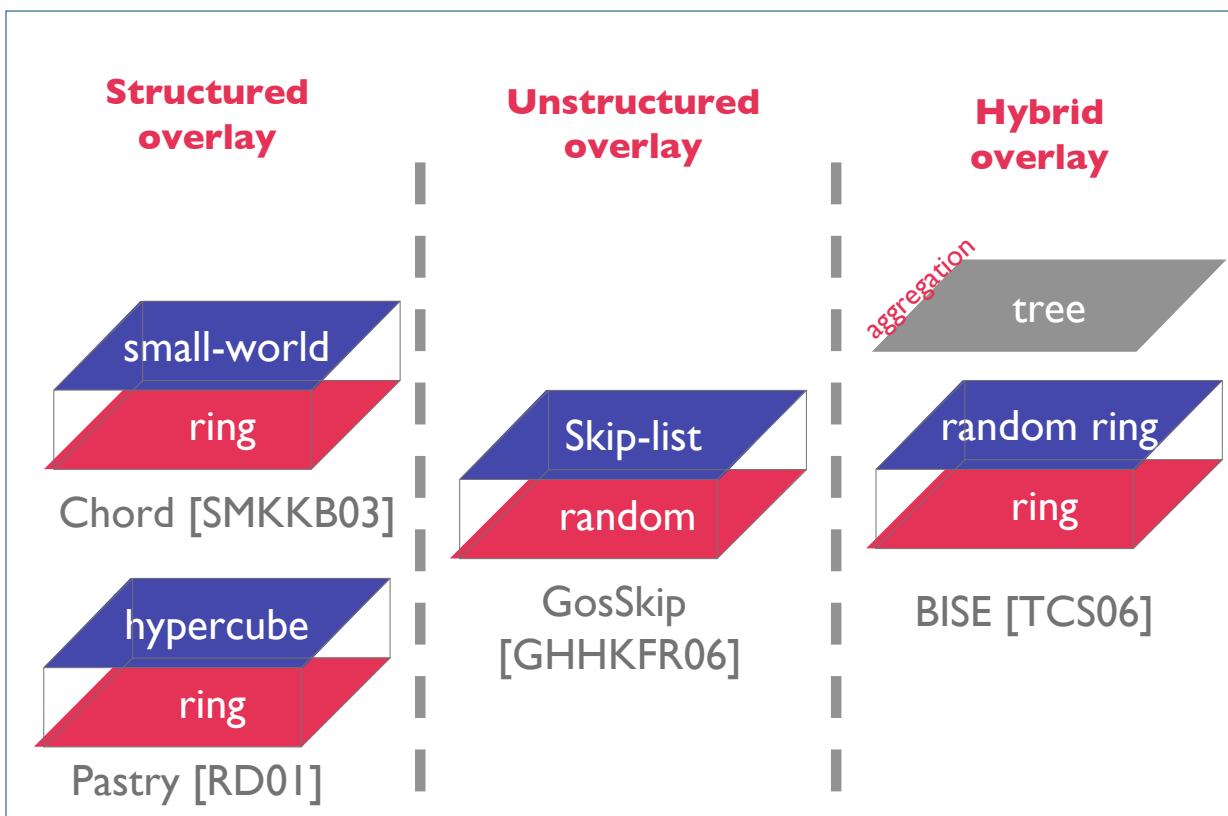 Structured
overlay
small-world
ring
Chord [SMKKB03]
hypercube
ring
Pastry [RD01]
Unstructured
overlay
Skip-list
random
GosSkip
[GHHKFR06]
Hybrid
overlay
aggregation
tree
random ring
ring
BISE [TCS06]